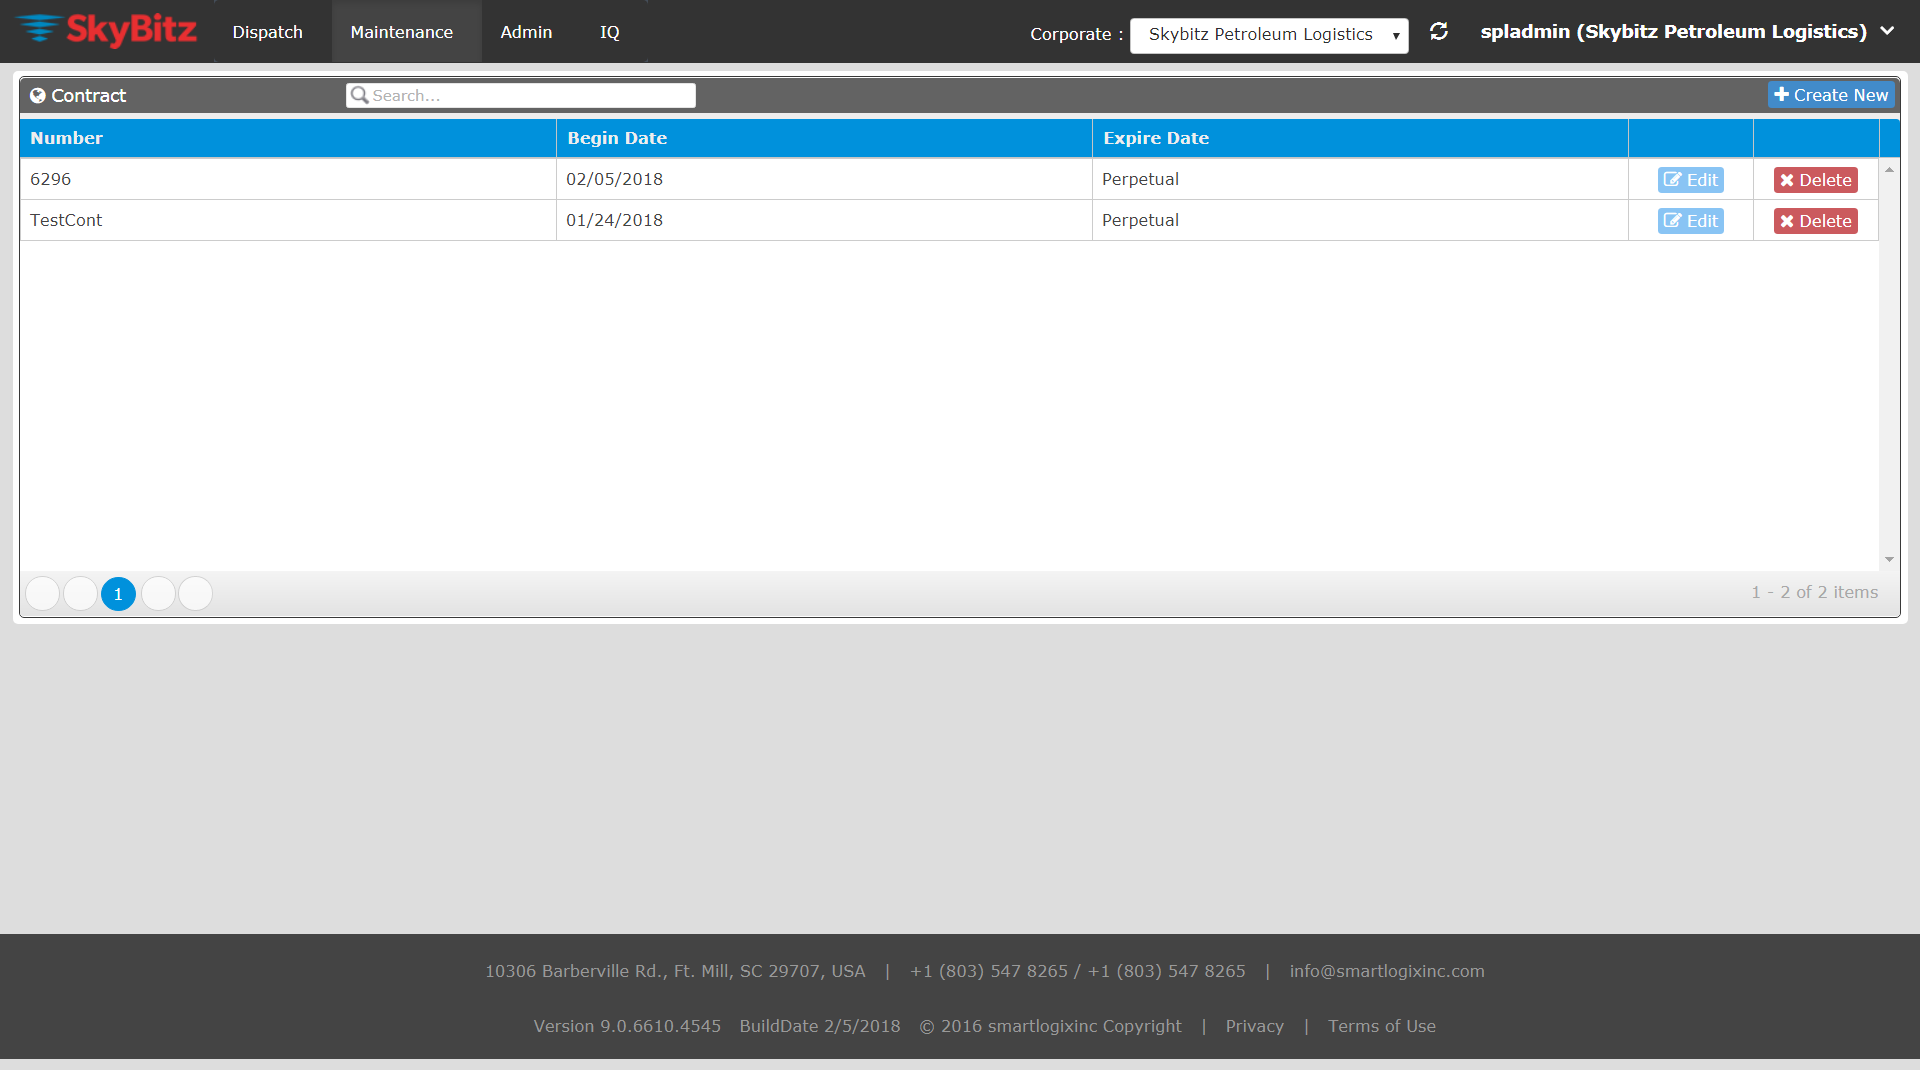 SkyBitz Dispatch Maintenance Admin IQ Corporate : Skybitz Petroleum Logistics spladmin (Skybitz Petroleum Logistics)
Contract Search... Create New
Number Begin Date Expire Date
6296 02/05/2018 Perpetual Edit Delete
TestCont 01/24/2018 Perpetual Edit Delete
1 1 - 2 of 2 items
10306 Barberville Rd., Ft. Mill, SC 29707, USA | +1 (803) 547 8265 / +1 (803) 547 8265 | info@smartlogixinc.com
Version 9.0.6610.4545 BuildDate 2/5/2018 © 2016 smartlogixinc Copyright | Privacy | Terms of Use